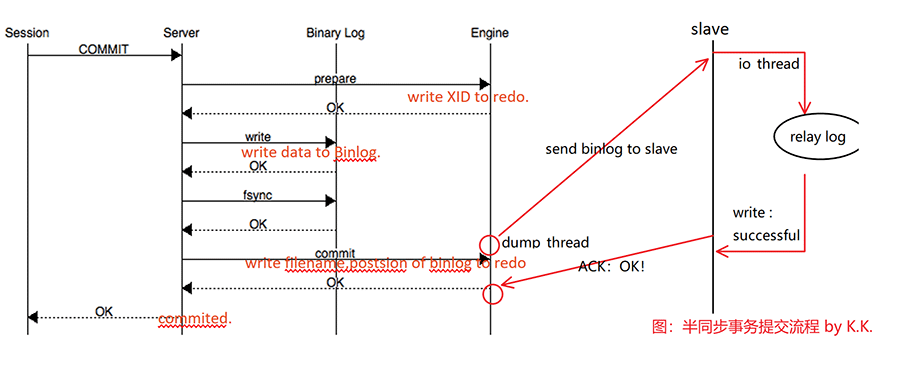 Session
Server
Binary Log
Engine
slave
COMMIT
io thread
prepare
write XID to redo.
OK
relay log
write
send binlog to slave
write data to Binlog.
OK
fsync
write :
successful
OK
dump thread
commit
write filename,postsion of binlog to redo
ACK: OK!
OK
OK
commited.
图：半同步事务提交流程 by K.K.